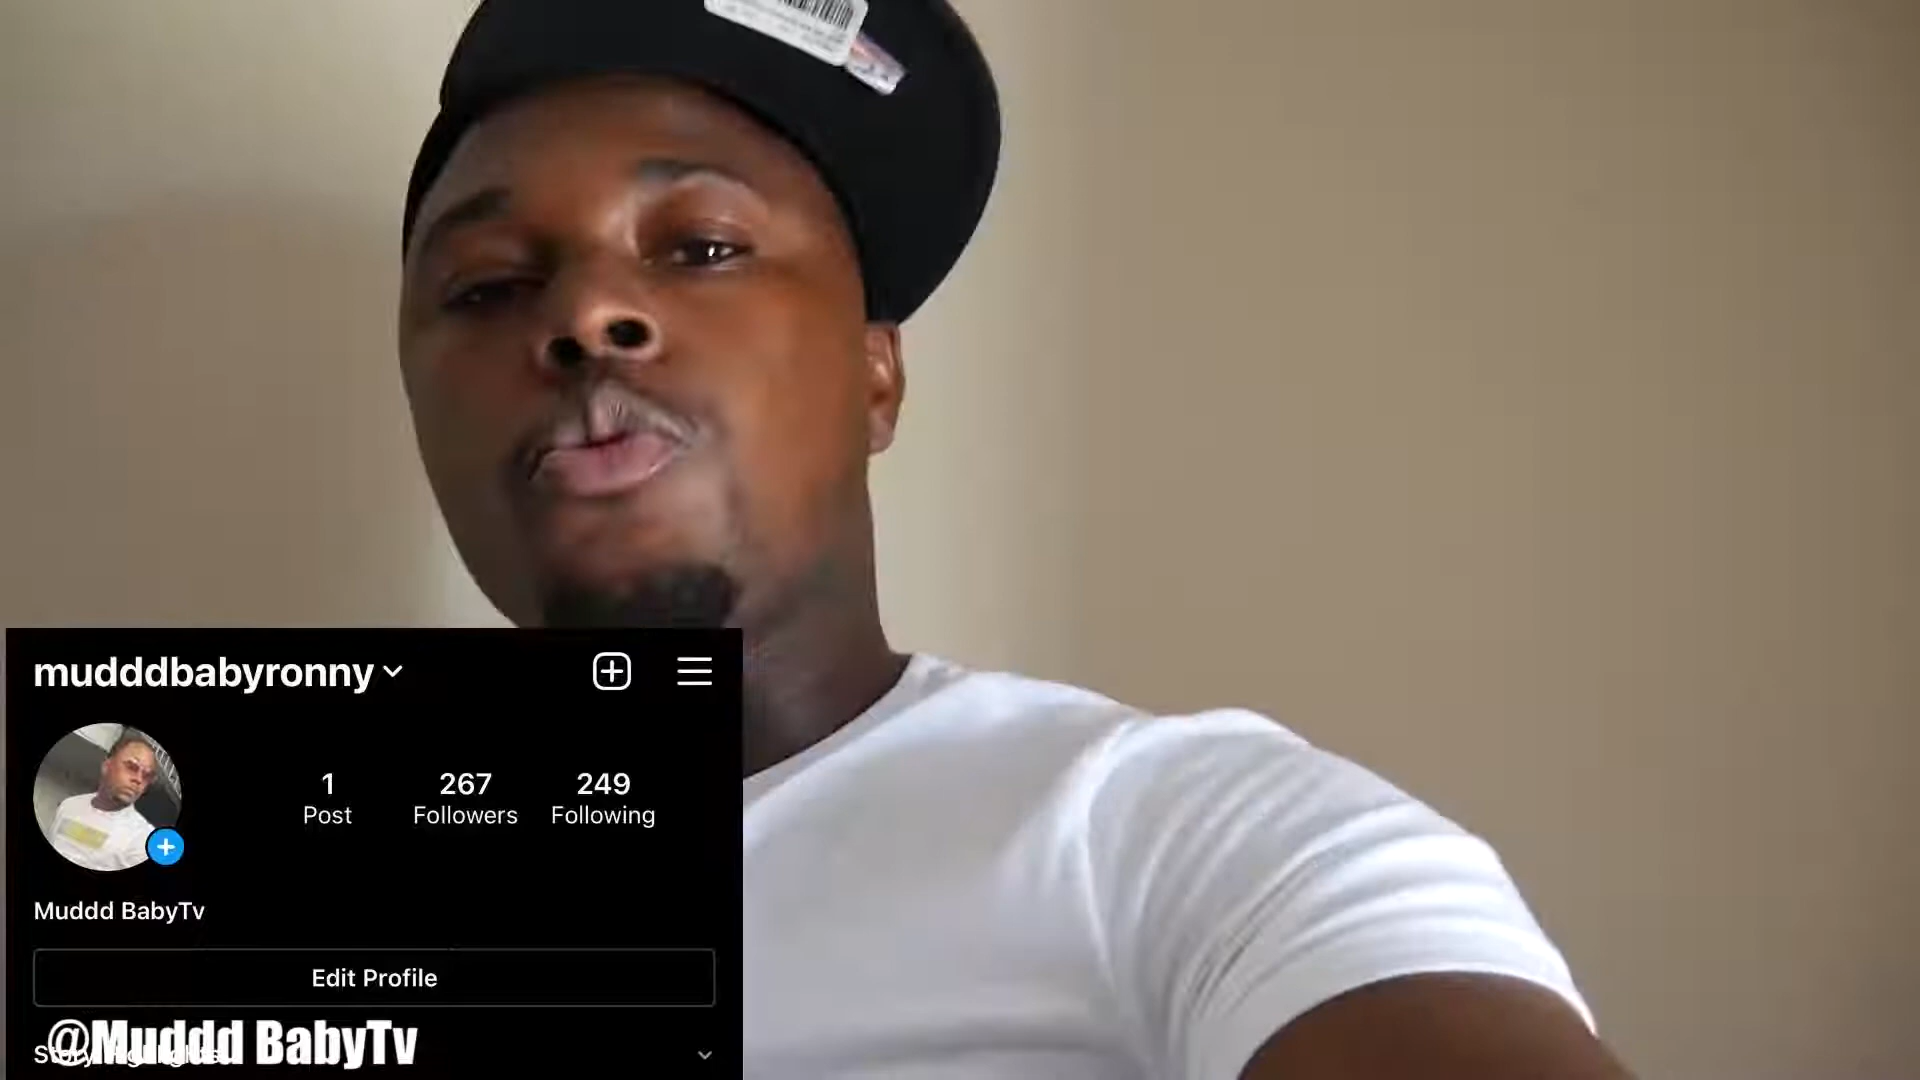 mudddbabyronny
1 267 249
Post Followers Following
Muddd BabyTv
Edit Profile
@Muddd BabyTv